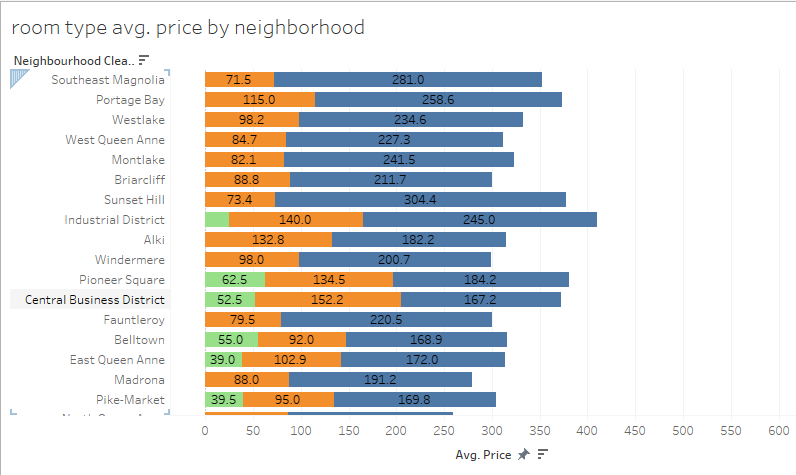 room type avg. price by neighborhood
Neighbourhood Clea..
Southeast Magnolia 71.5 281.0
Portage Bay 115.0 258.6
Westlake 98.2 234.6
West Queen Anne 84.7 227.3
Montlake 82.1 241.5
Briarcliff 88.8 211.7
Sunset Hill 73.4 304.4
Industrial District 140.0 245.0
Alki 132.8 182.2
Windermere 98.0 200.7
Pioneer Square 62.5 134.5 184.2
Central Business District 52.5 152.2 167.2
Fauntleroy 79.5 220.5
Belltown 55.0 92.0 168.9
East Queen Anne 39.0 102.9 172.0
Madrona 88.0 191.2
Pike-Market 39.5 95.0 169.8
0 50 100 150 200 250 300 350 400 450 500 550 600
Avg. Price